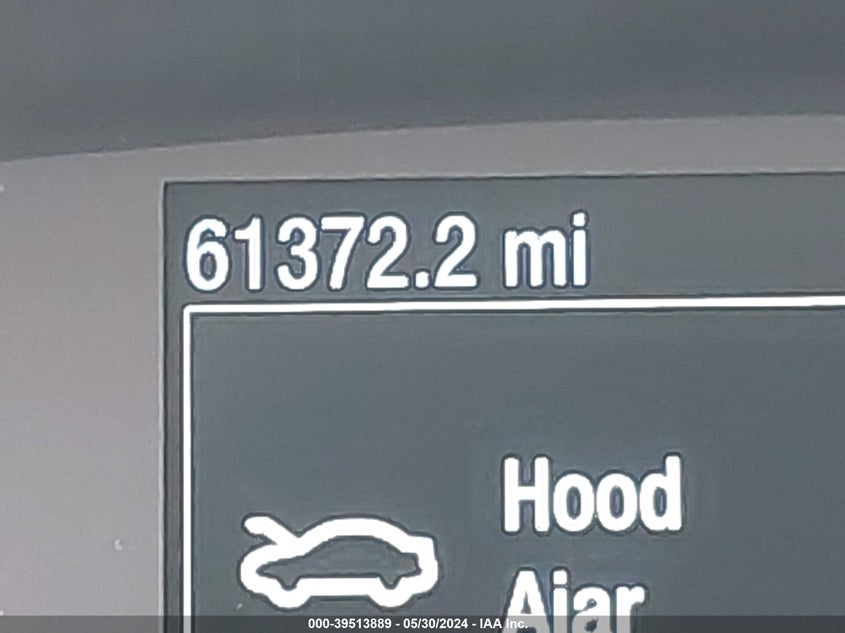 61372.2 mi
Hood
Ajar
000-39513889 - 05/30/2024 - IAA Inc.